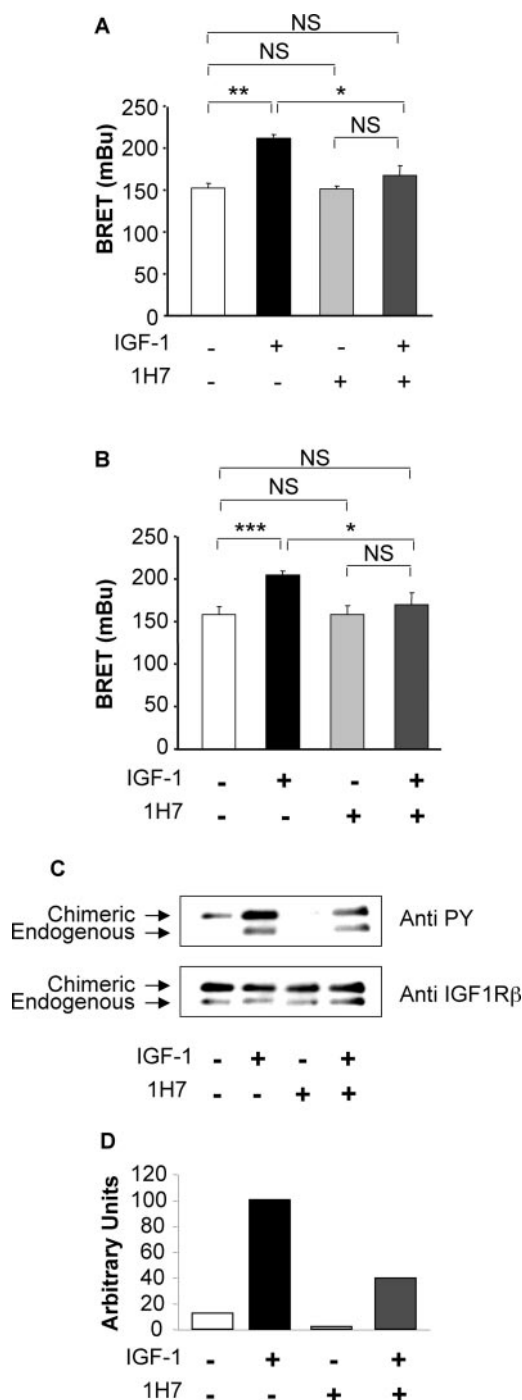 A
NS
NS
** *
NS
250
200
150
100
50
0
BRET (mBu)
IGF-1 - + - +
1H7 - - + +
B
NS
NS
*** *
NS
250
200
150
100
50
0
BRET (mBu)
IGF-1 - + - +
1H7 - - + +
C
Chimeric → Anti PY
Endogenous →
Chimeric → Anti IGF1Rβ
Endogenous →
IGF-1 - + - +
1H7 - - + +
D
120
100
80
60
40
20
0
Arbitrary Units
IGF-1 - + - +
1H7 - - + +